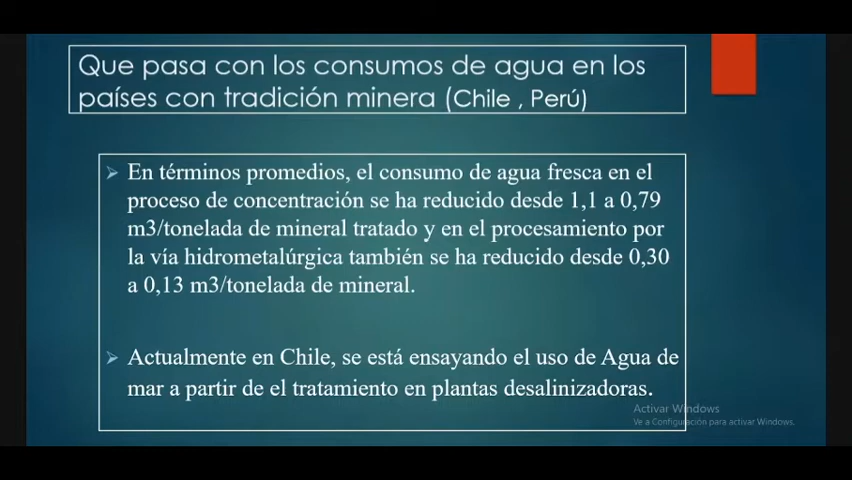 Que pasa con los consumos de agua en los
países con tradición minera (Chile , Perú)
En términos promedios, el consumo de agua fresca en el
proceso de concentración se ha reducido desde 1,1 a 0,79
m3/tonelada de mineral tratado y en el procesamiento por
la vía hidrometalúrgica también se ha reducido desde 0,30
a 0,13 m3/tonelada de mineral.
Actualmente en Chile, se está ensayando el uso de Agua de
mar a partir de el tratamiento en plantas desalinizadoras.
Activar Windows
Ve a Configuración para activar Windows.